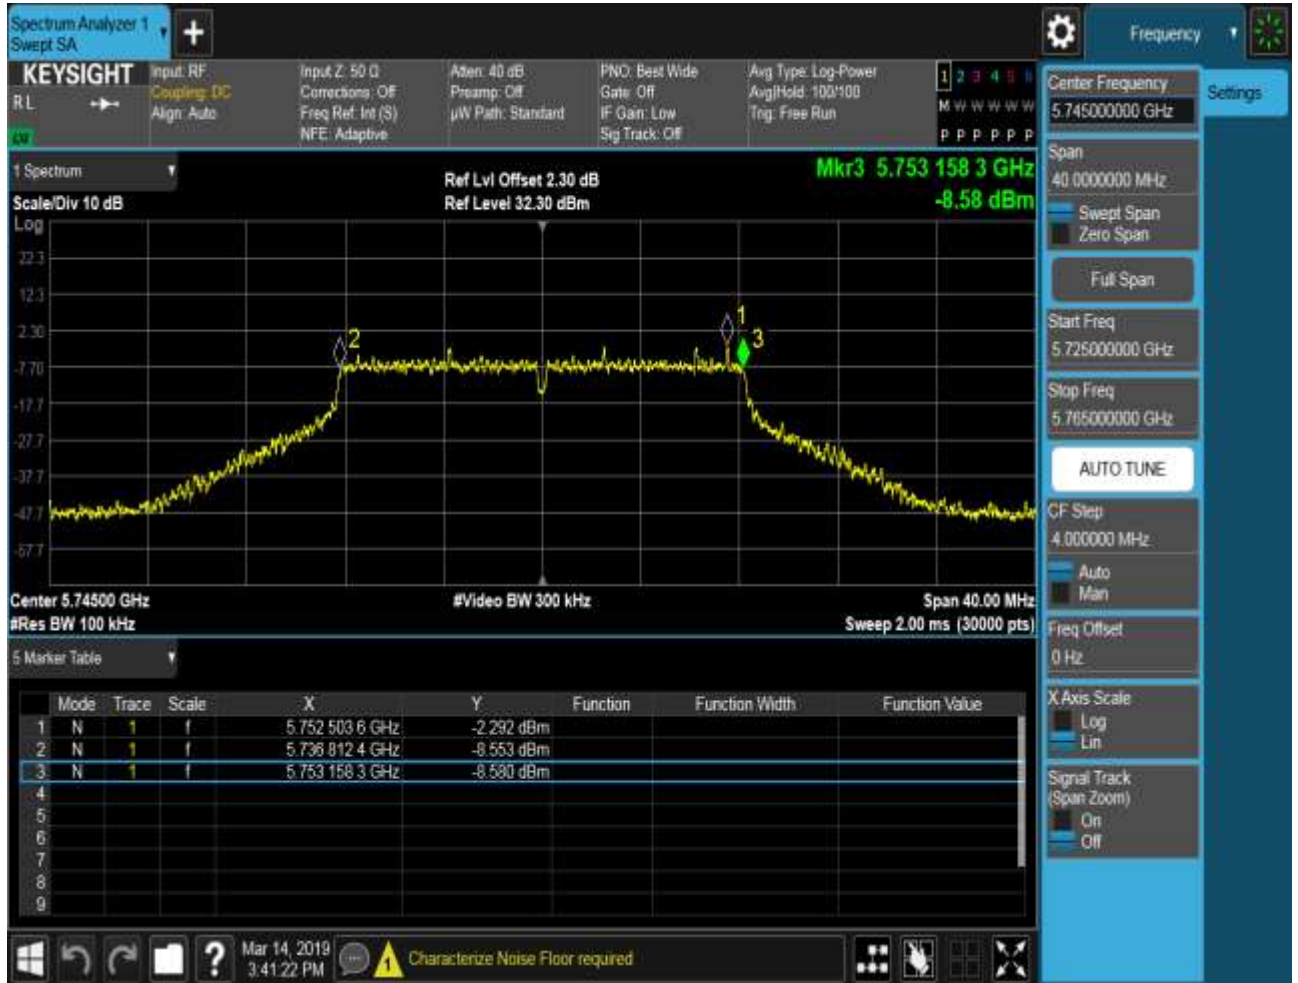 Spectrum Analyzer 1
Swept SA
+
Frequency
KEYSIGHT
RL
Input: RF
Coupling: DC
Align: Auto
Input Z: 50 Ω
Corrections: Off
Freq Ref: Int (S)
NFE: Adaptive
Atten: 40 dB
Preamp: Off
µW Path: Standard
PNO: Best Wide
Gate: Off
IF Gain: Low
Sig Track: Off
Avg Type: Log-Power
Avg|Hold: 100/100
Trig: Free Run
1 2 3 4 5 6
M W W W W W
P P P P P P
1 Spectrum
Scale/Div 10 dB
Ref Lvl Offset 2.30 dB
Ref Level 32.30 dBm
Mkr3 5.753 158 3 GHz
-8.58 dBm
Log
22.3
12.3
2.30
-7.70
-17.7
-27.7
-37.7
-47.7
-57.7
2
1
3
Center 5.74500 GHz
#Res BW 100 kHz
#Video BW 300 kHz
Span 40.00 MHz
Sweep 2.00 ms (30000 pts)
5 Marker Table
Mode Trace Scale X Y Function Function Width Function Value
1 N 1 f 5.752 503 6 GHz -2.292 dBm
2 N 1 f 5.736 812 4 GHz -8.553 dBm
3 N 1 f 5.753 158 3 GHz -8.580 dBm
4
5
6
7
8
9
Mar 14, 2019
3:41:22 PM
?
1
Characterize Noise Floor required
Center Frequency
5.745000000 GHz
Settings
Span
40.0000000 MHz
Swept Span
Zero Span
Full Span
Start Freq
5.725000000 GHz
Stop Freq
5.765000000 GHz
AUTO TUNE
CF Step
4.000000 MHz
Auto
Man
Freq Offset
0 Hz
X Axis Scale
Log
Lin
Signal Track
(Span Zoom)
On
Off